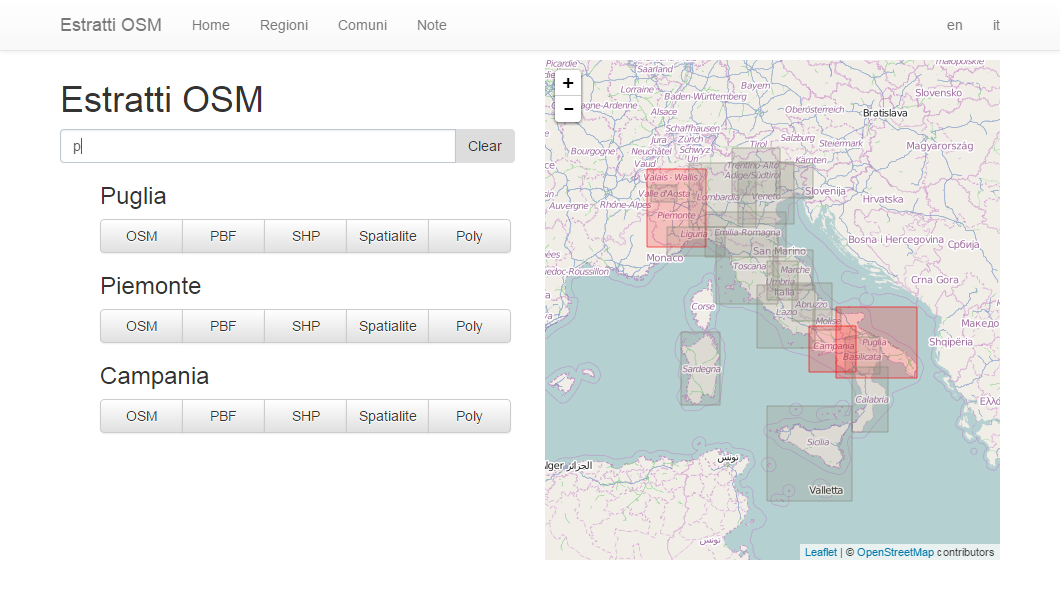 Estratti OSM Home Regioni Comuni Note en it
Estratti OSM
p Clear
Puglia
OSM PBF SHP Spatialite Poly
Piemonte
OSM PBF SHP Spatialite Poly
Campania
OSM PBF SHP Spatialite Poly
+
−
Picardie
Saarland
Slovensko
Lorraine
Bayern
Baden-Württemberg
Alsace
Oberösterreich
Bratislava
Schaffhausen
Jura Zürich
Salzburg
Tirol
Steiermark
Magyarország
Bourgogne
Neuchâtel
Schwyz
Vaud
Uri
Kärnten
Trentino-Alto
Adige/Südtirol
Valais - Wallis
Valle d'Aosta
Lombardia
Veneto
Slovenija
Hrvatska
Auvergne
Rhône-Alpes
Piemonte
Liguria
Emilia-Romagna
Bosna i Hercegovina
Србија
Monaco
San Marino
Toscana
Marche
Umbria
Italia
Crna Gora
Corse
Lazio
Abruzzo
Molise
Македо
Shqipëria
Campania
Puglia
Basilicata
Sardegna
Calabria
Ελλά
Sicilia
تونس
الجزائر
Valletta
تونس
Leaflet | © OpenStreetMap contributors